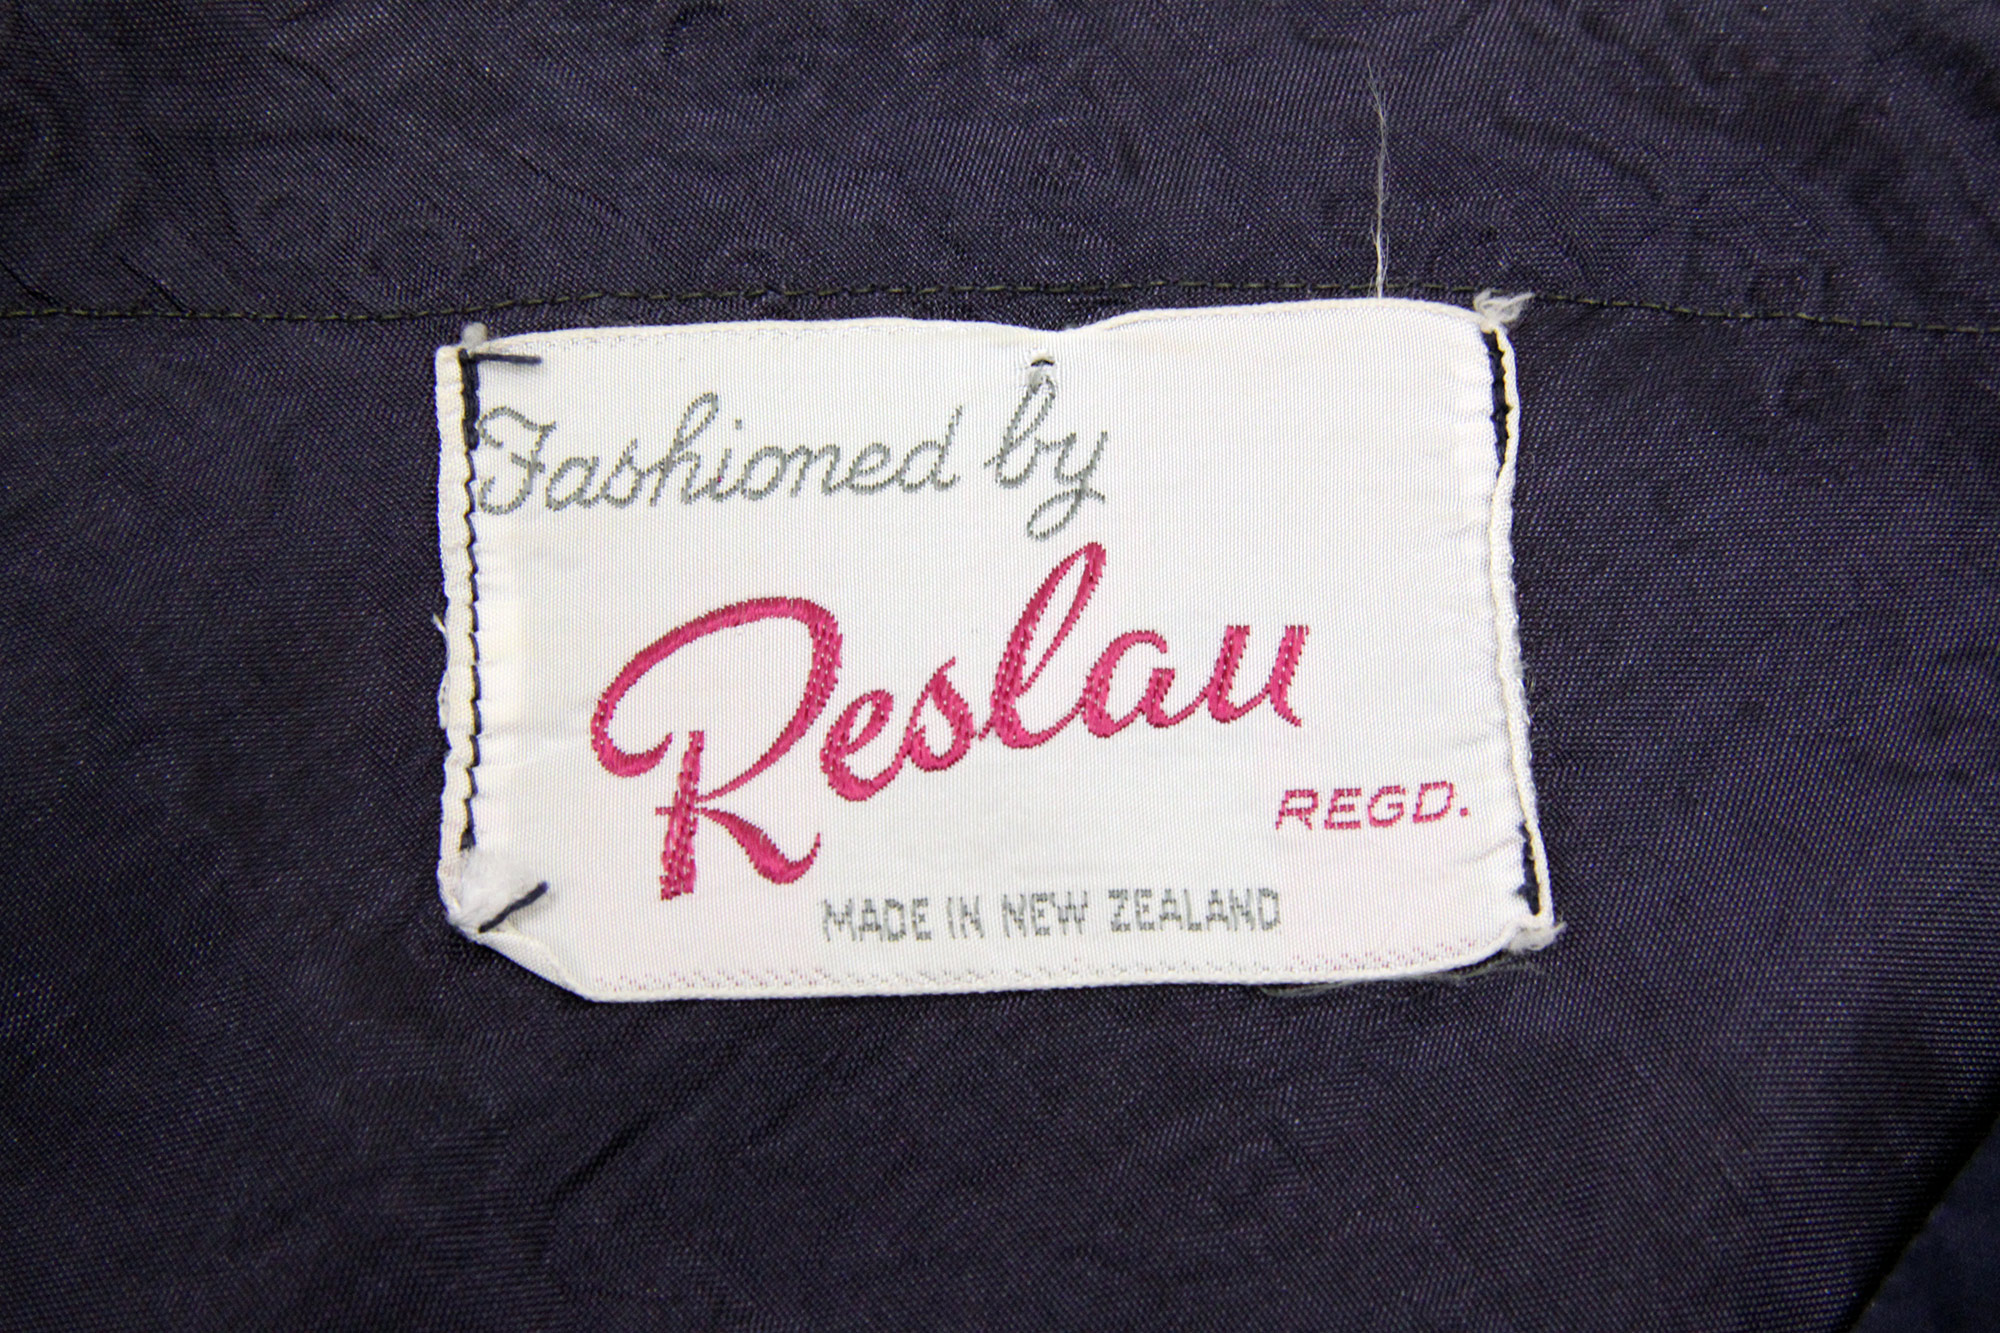 Fashioned by
Reslau
REGD.
MADE IN NEW ZEALAND